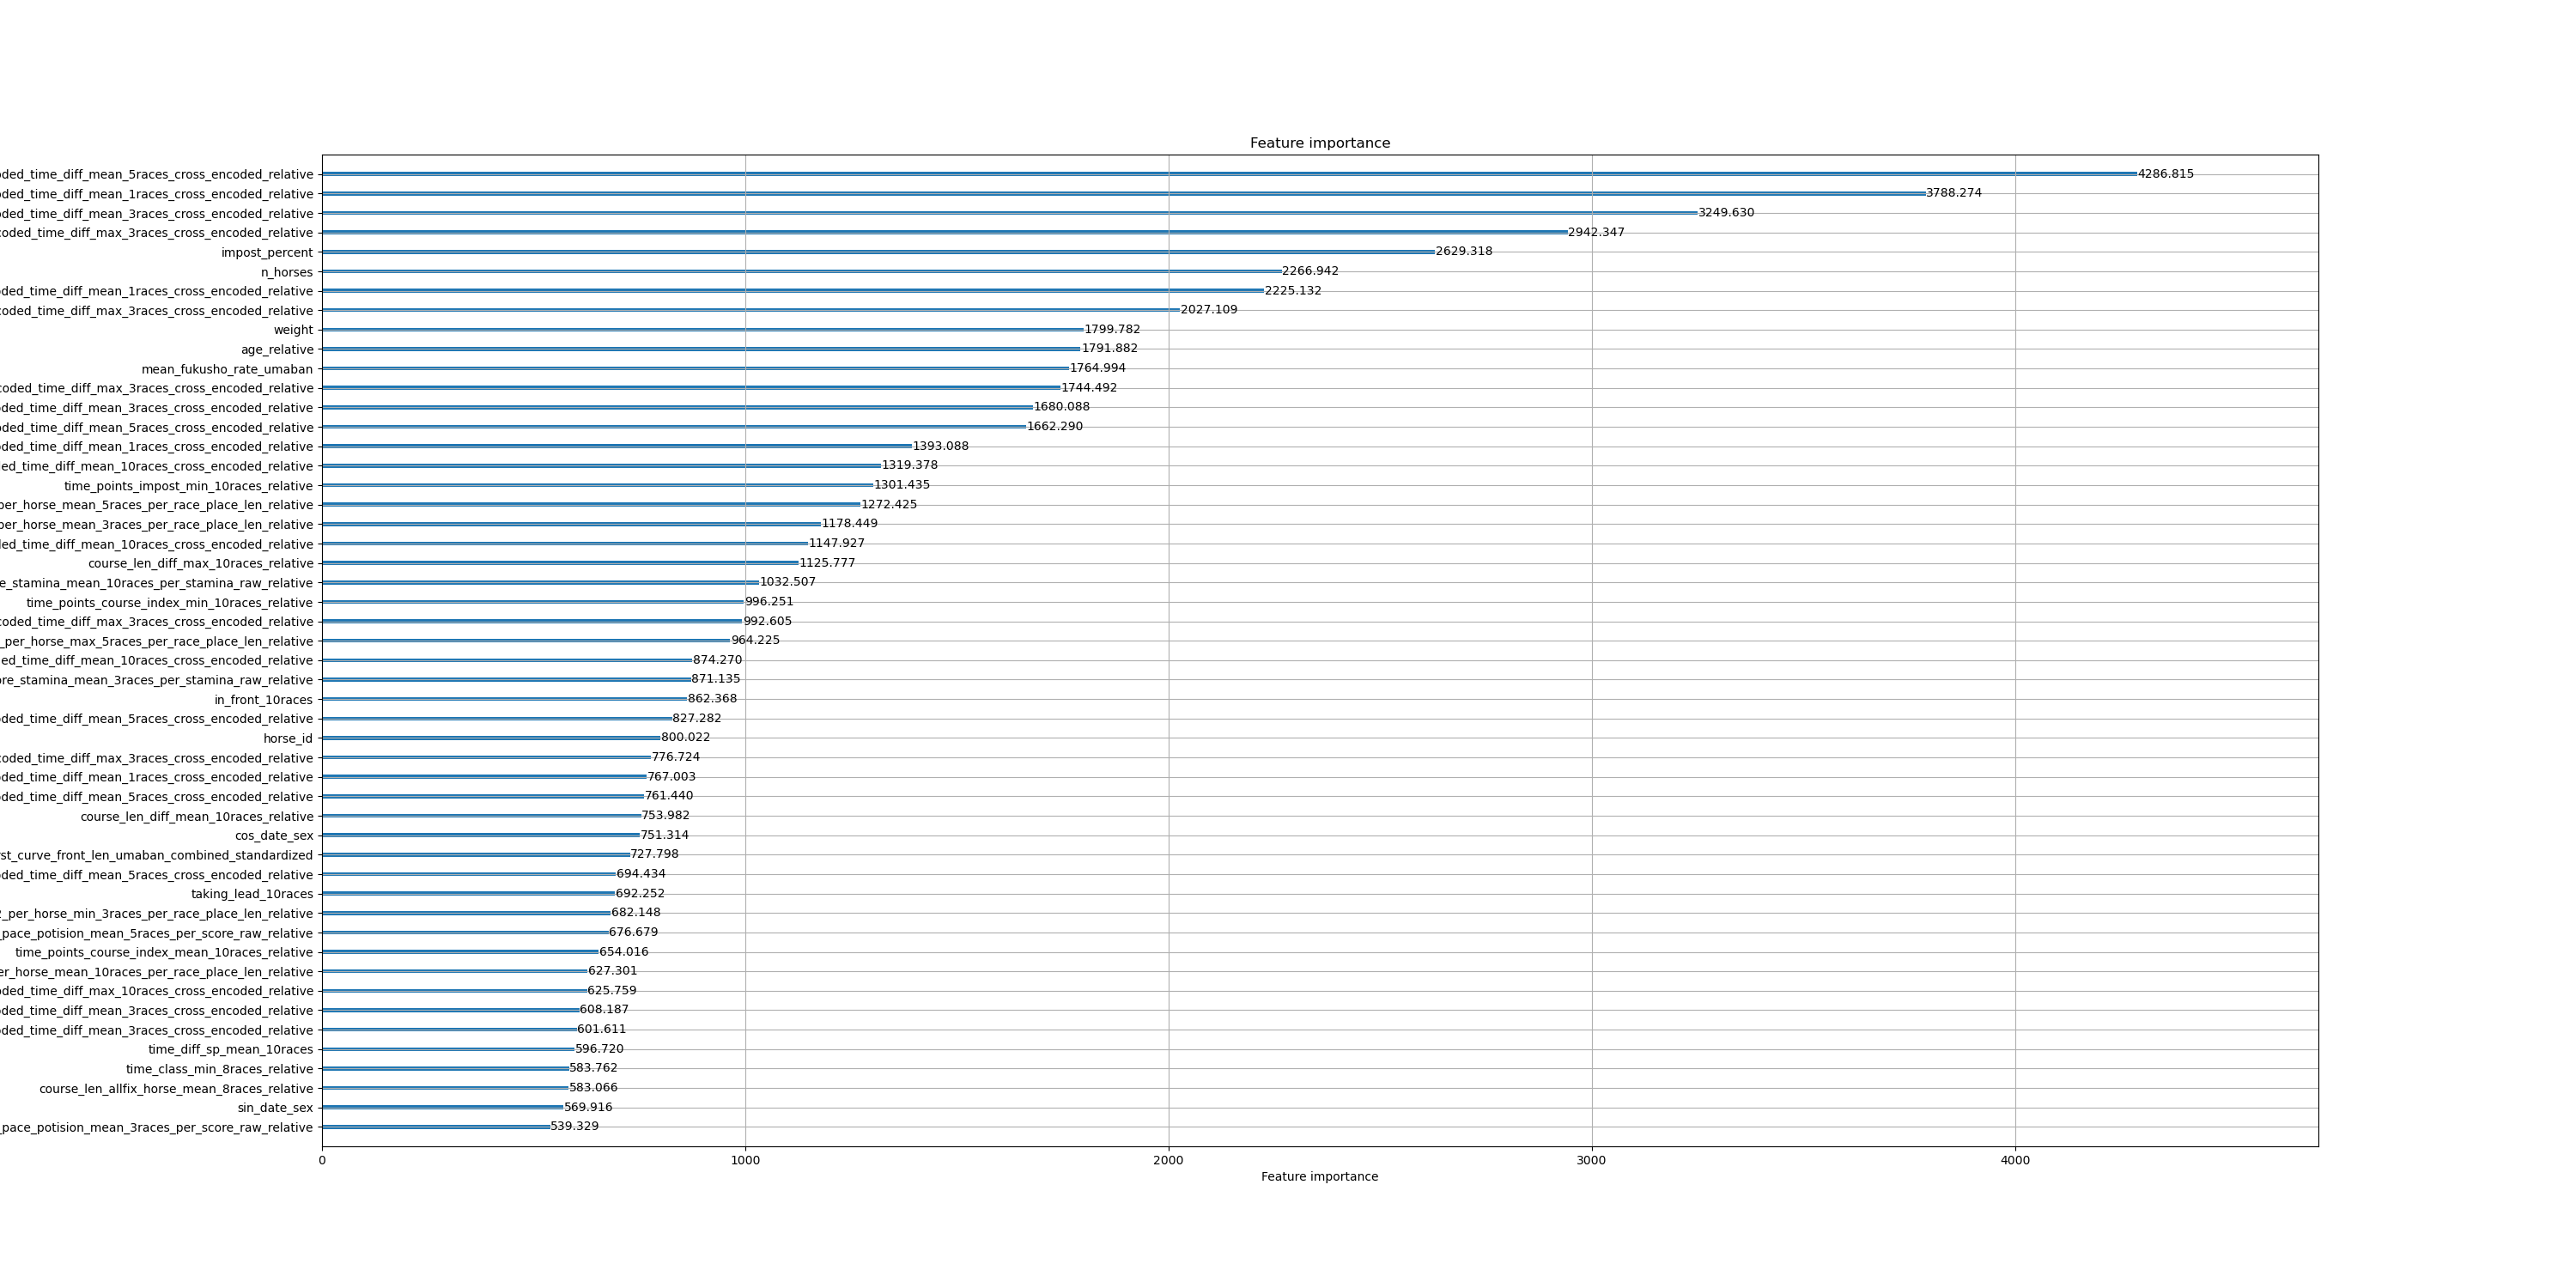 Feature importance
oded_time_diff_mean_5races_cross_encoded_relative 4286.815
oded_time_diff_mean_1races_cross_encoded_relative 3788.274
oded_time_diff_mean_3races_cross_encoded_relative 3249.630
coded_time_diff_max_3races_cross_encoded_relative 2942.347
impost_percent 2629.318
n_horses 2266.942
oded_time_diff_mean_1races_cross_encoded_relative 2225.132
coded_time_diff_max_3races_cross_encoded_relative 2027.109
weight 1799.782
age_relative 1791.882
mean_fukusho_rate_umaban 1764.994
coded_time_diff_max_3races_cross_encoded_relative 1744.492
oded_time_diff_mean_3races_cross_encoded_relative 1680.088
oded_time_diff_mean_5races_cross_encoded_relative 1662.290
oded_time_diff_mean_1races_cross_encoded_relative 1393.088
ded_time_diff_mean_10races_cross_encoded_relative 1319.378
time_points_impost_min_10races_relative 1301.435
per_horse_mean_5races_per_race_place_len_relative 1272.425
per_horse_mean_3races_per_race_place_len_relative 1178.449
ded_time_diff_mean_10races_cross_encoded_relative 1147.927
course_len_diff_max_10races_relative 1125.777
e_stamina_mean_10races_per_stamina_raw_relative 1032.507
time_points_course_index_min_10races_relative 996.251
coded_time_diff_max_3races_cross_encoded_relative 992.605
_per_horse_max_5races_per_race_place_len_relative 964.225
ded_time_diff_mean_10races_cross_encoded_relative 874.270
ore_stamina_mean_3races_per_stamina_raw_relative 871.135
in_front_10races 862.368
oded_time_diff_mean_5races_cross_encoded_relative 827.282
horse_id 800.022
coded_time_diff_max_3races_cross_encoded_relative 776.724
oded_time_diff_mean_1races_cross_encoded_relative 767.003
oded_time_diff_mean_5races_cross_encoded_relative 761.440
course_len_diff_mean_10races_relative 753.982
cos_date_sex 751.314
st_curve_front_len_umaban_combined_standardized 727.798
oded_time_diff_mean_5races_cross_encoded_relative 694.434
taking_lead_10races 692.252
2_per_horse_min_3races_per_race_place_len_relative 682.148
_pace_potision_mean_5races_per_score_raw_relative 676.679
time_points_course_index_mean_10races_relative 654.016
er_horse_mean_10races_per_race_place_len_relative 627.301
oded_time_diff_max_10races_cross_encoded_relative 625.759
oded_time_diff_mean_3races_cross_encoded_relative 608.187
oded_time_diff_mean_3races_cross_encoded_relative 601.611
time_diff_sp_mean_10races 596.720
time_class_min_8races_relative 583.762
course_len_allfix_horse_mean_8races_relative 583.066
sin_date_sex 569.916
_pace_potision_mean_3races_per_score_raw_relative 539.329
0 1000 2000 3000 4000
Feature importance